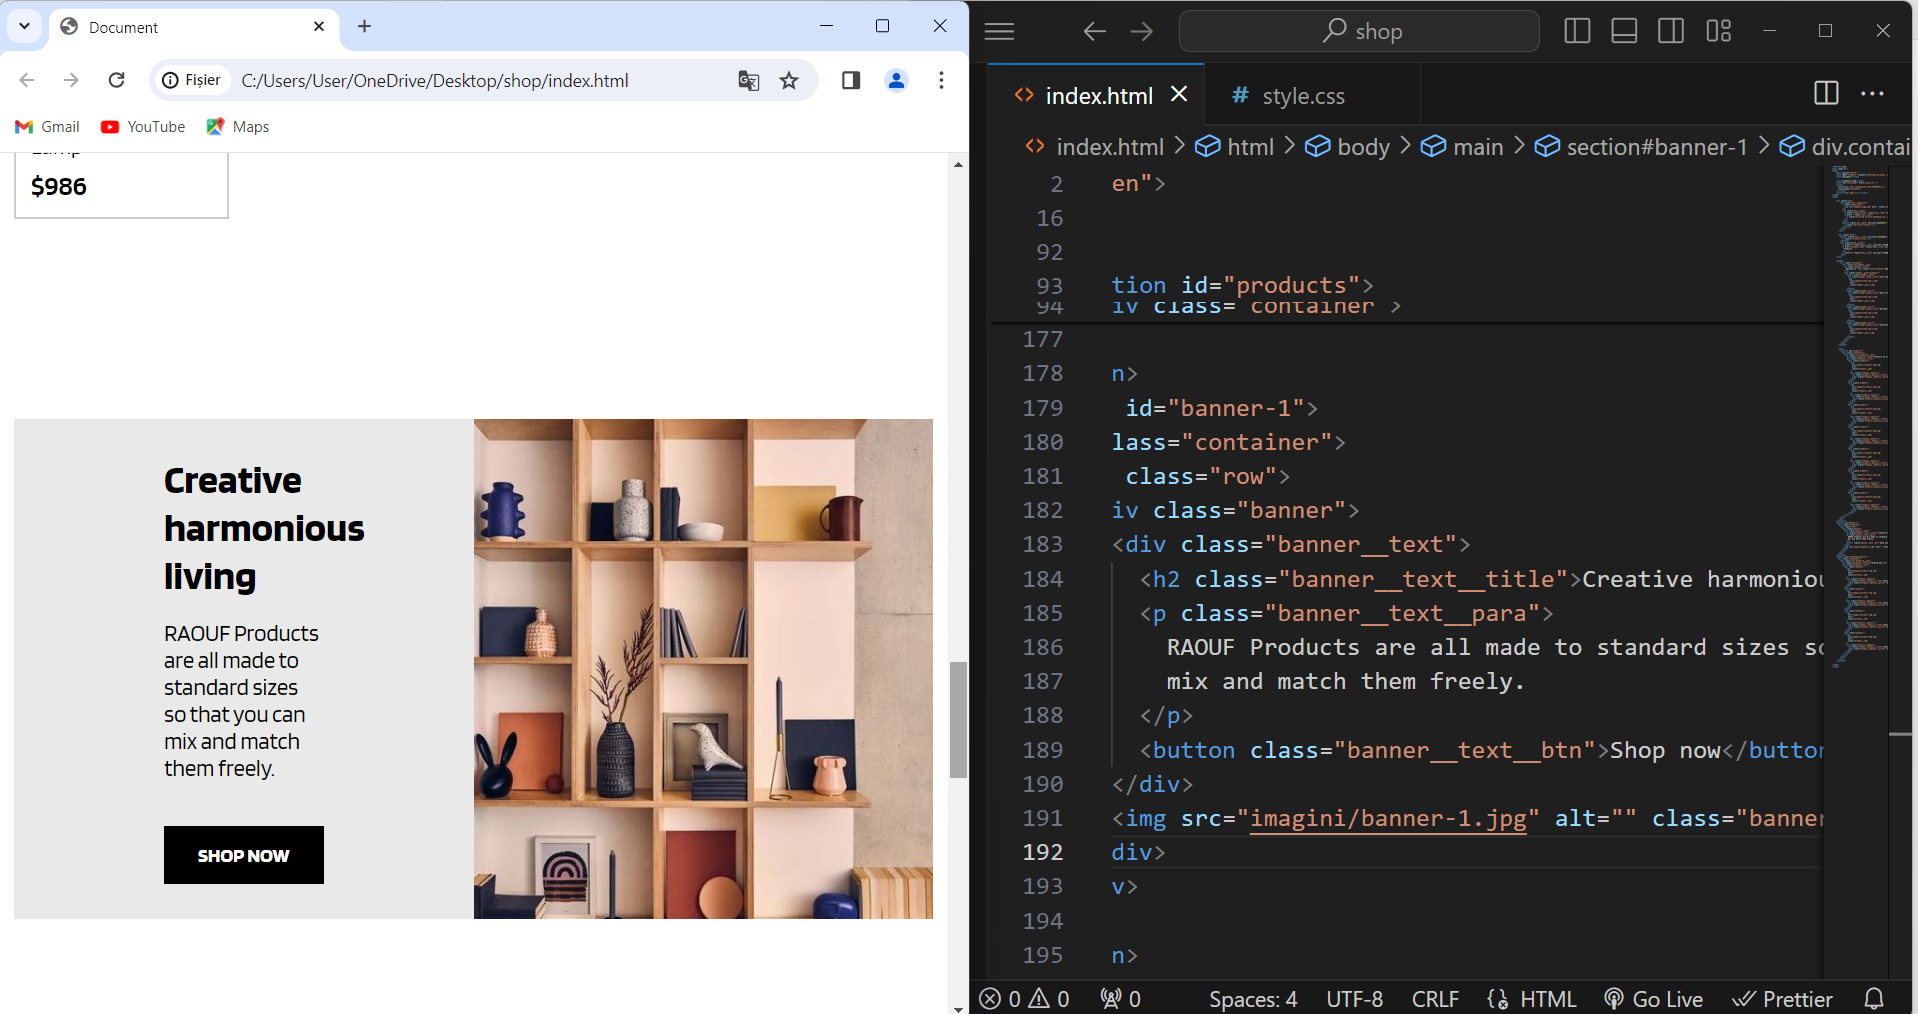 Document
Fișier
C:/Users/User/OneDrive/Desktop/shop/index.html
Gmail
YouTube
Maps
$986
Creative
harmonious
living
RAOUF Products
are all made to
standard sizes
so that you can
mix and match
them freely.
SHOP NOW
shop
index.html
# style.css
index.html > html > body > main > section#banner-1 > div.contai
2 en">
16
92
93 tion id="products">
94 iv class="container">
177
178 n>
179 id="banner-1">
180 lass="container">
181 class="row">
182 iv class="banner">
183 <div class="banner__text">
184 <h2 class="banner__text__title">Creative harmoniou
185 <p class="banner__text__para">
186 RAOUF Products are all made to standard sizes so
187 mix and match them freely.
188 </p>
189 <button class="banner__text__btn">Shop now</button
190 </div>
191 <img src="imagini/banner-1.jpg" alt="" class="banner
192 div>
193 v>
194
195 n>
0 0 0 Spaces: 4 UTF-8 CRLF HTML Go Live Prettier